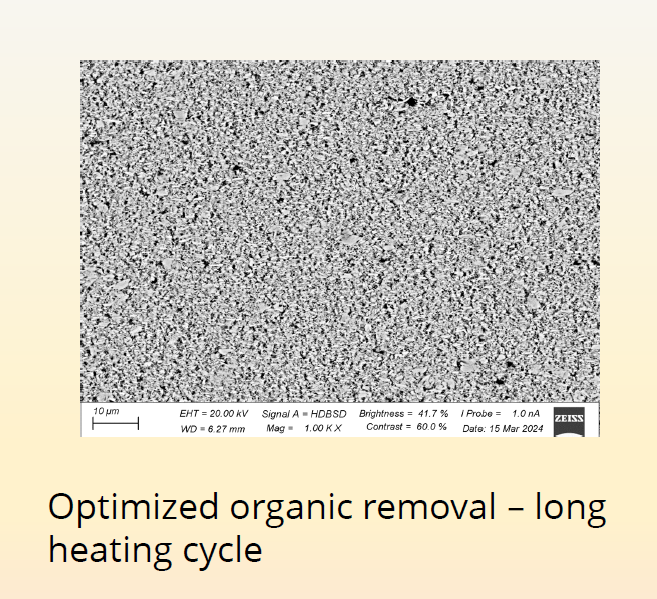 10 µm EHT = 20.00 kV Signal A = HDBSD Brightness = 41.7 % I Probe = 1.0 nA ZEISS
WD = 6.27 mm Mag = 1.00 K X Contrast = 60.0 % Date: 15 Mar 2024
Optimized organic removal – long
heating cycle